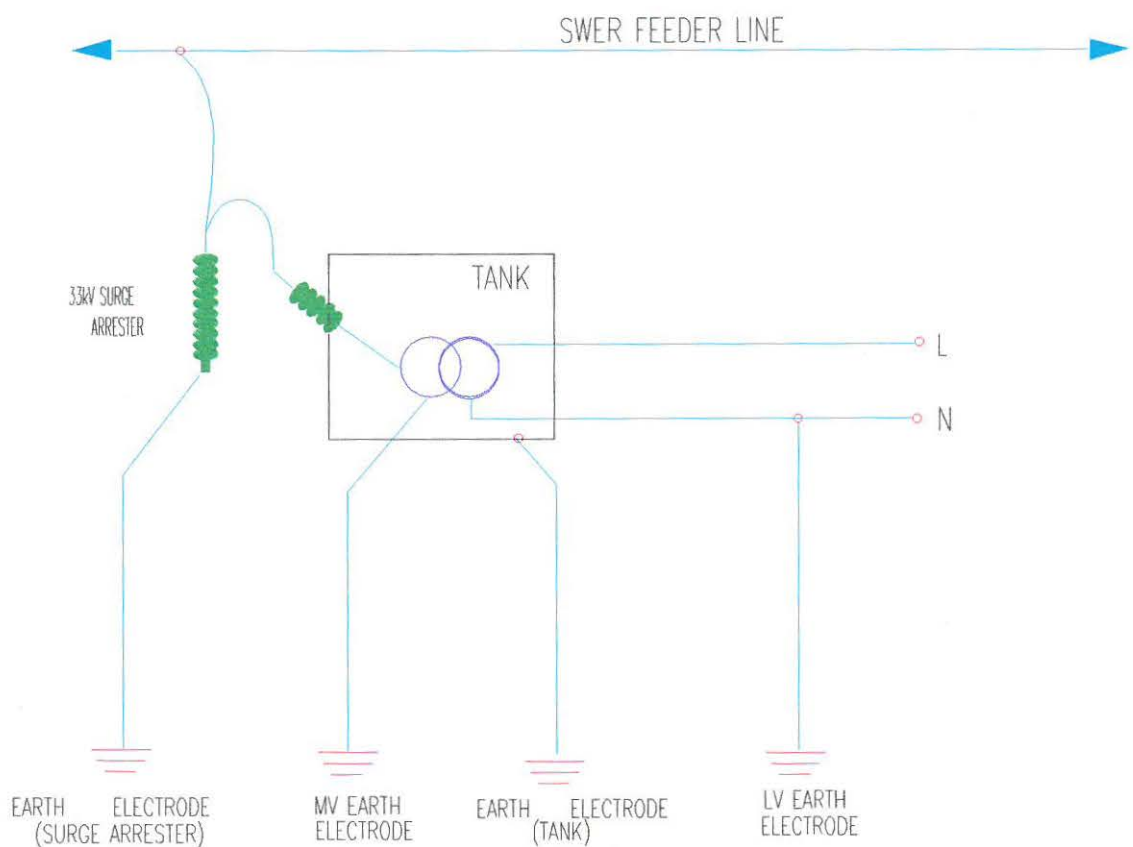 SWER FEEDER LINE
TANK
33kV SURGE
ARRESTER
L
N
EARTH ELECTRODE
(SURGE ARRESTER)
MV EARTH
ELECTRODE
EARTH ELECTRODE
(TANK)
LV EARTH
ELECTRODE